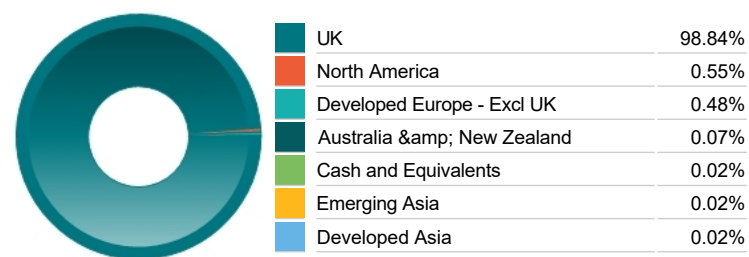 UK 98.84%
North America 0.55%
Developed Europe - Excl UK 0.48%
Australia &amp; New Zealand 0.07%
Cash and Equivalents 0.02%
Emerging Asia 0.02%
Developed Asia 0.02%